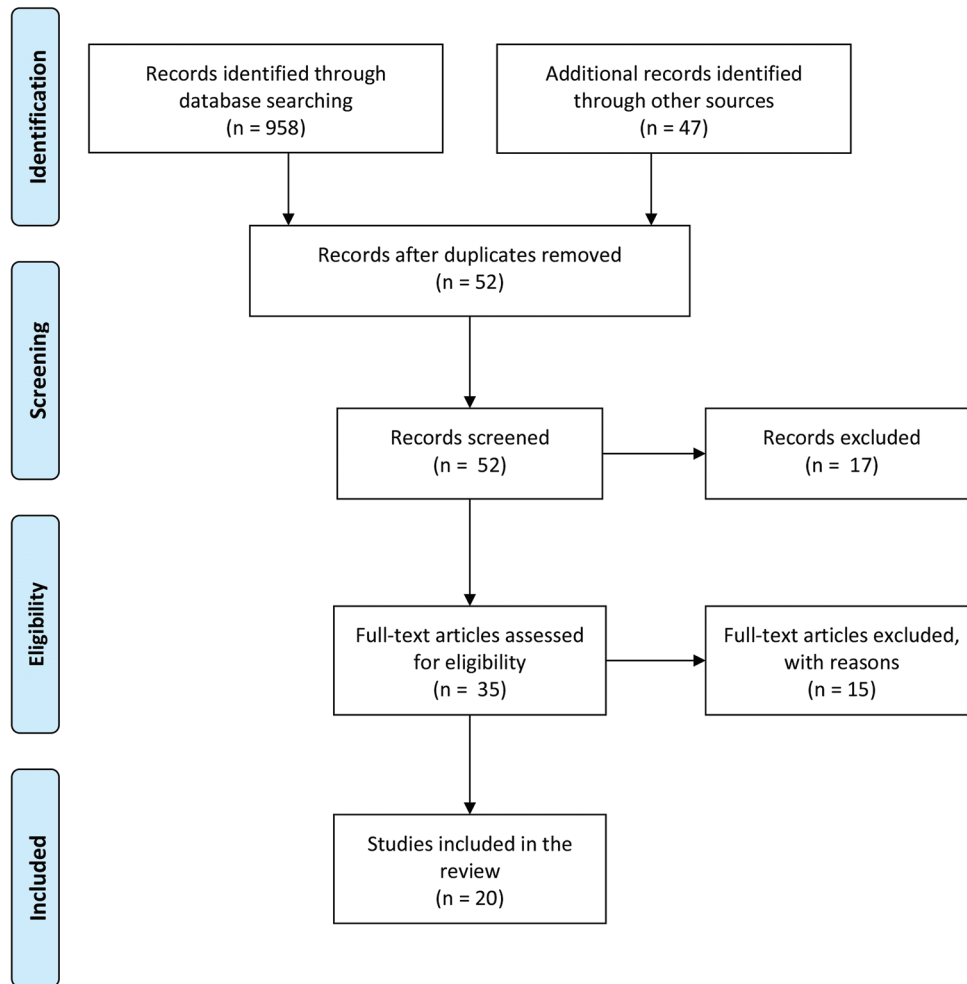 Identification
Records identified through
database searching
(n = 958)
Additional records identified
through other sources
(n = 47)
Records after duplicates removed
(n = 52)
Screening
Records screened
(n =  52)
Records excluded
(n =  17)
Eligibility
Full-text articles assessed
for eligibility
(n =  35)
Full-text articles excluded,
with reasons
(n = 15)
Included
Studies included in the
review
(n = 20)